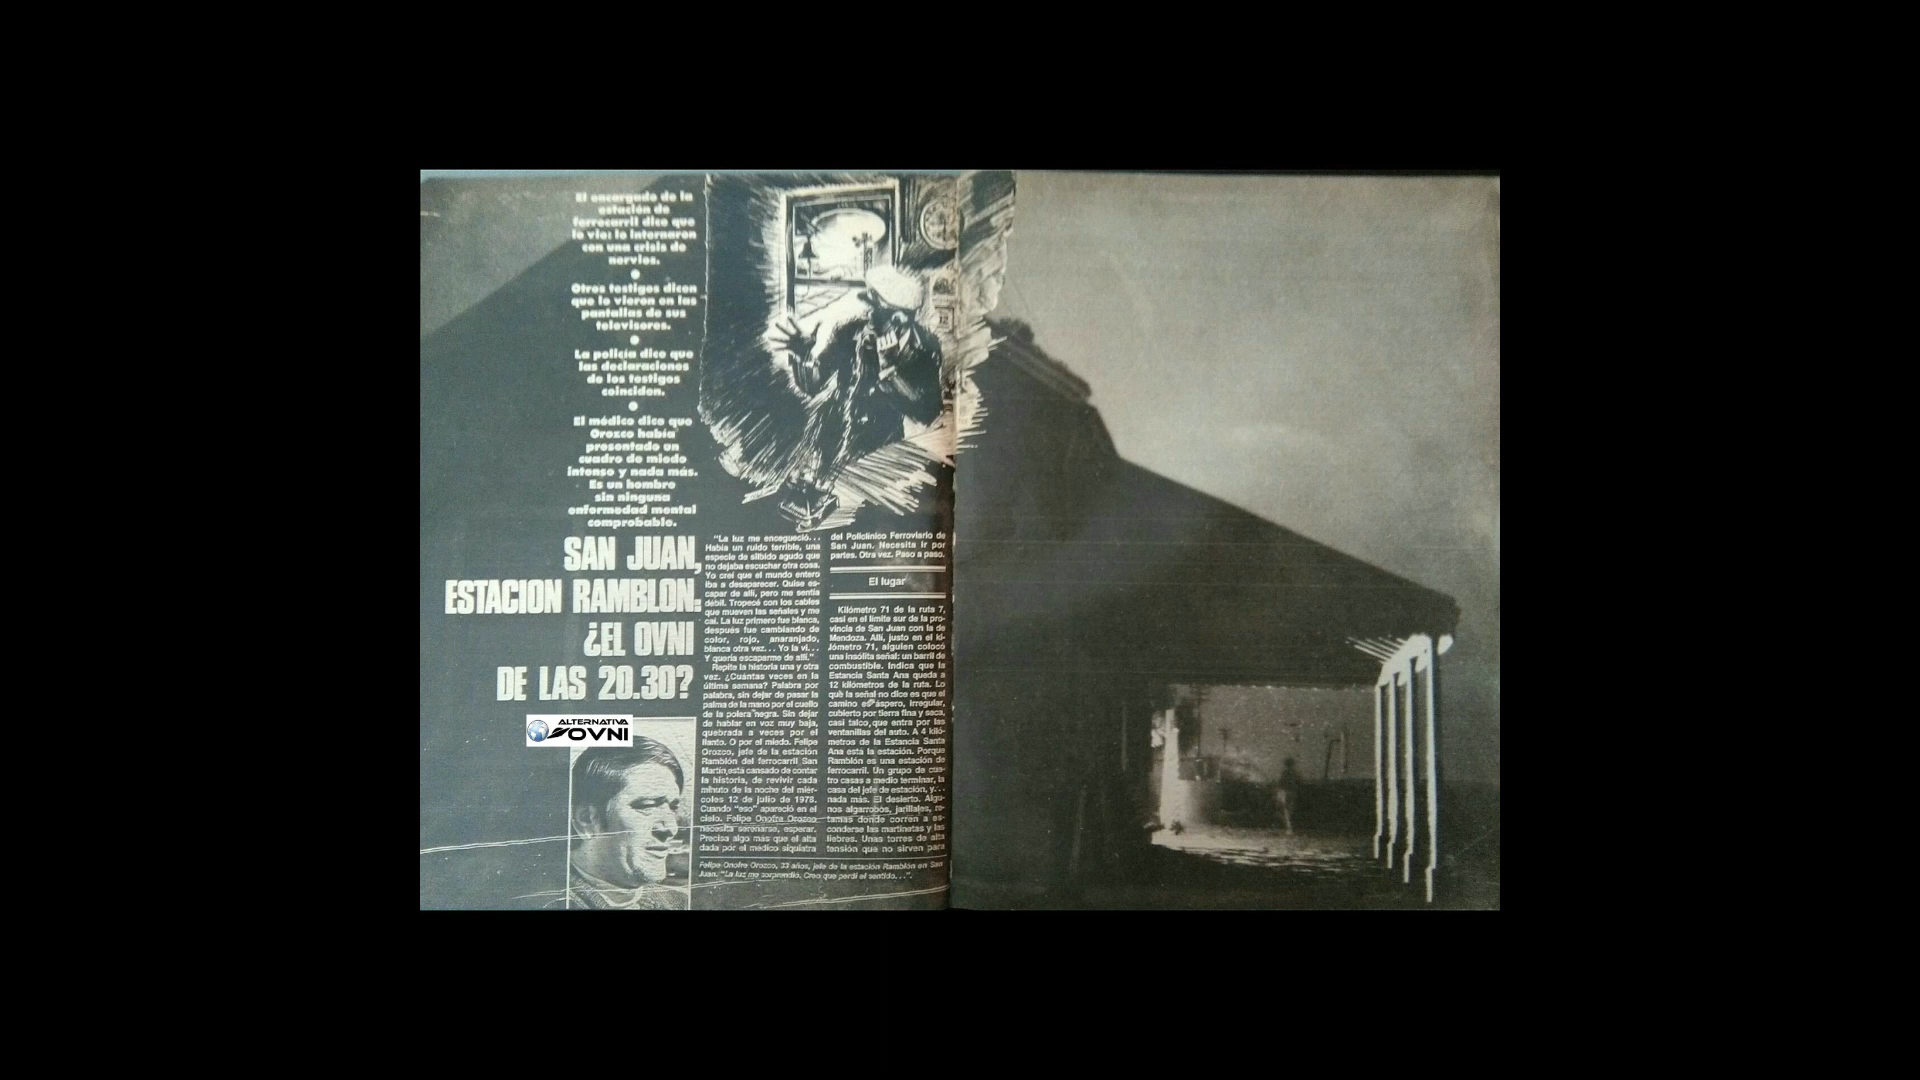 El encargado de la
estación de
ferrocarril dice que
lo vio: lo internaron
con una crisis de
nervios.
Otros testigos dicen
que lo vieron en las
pantallas de sus
televisores.
La policía dice que
las declaraciones
de los testigos
coinciden.
El médico dice que
Orozco había
presentado un
cuadro de miedo
intenso y nada más.
Es un hombre
sin ninguna
enfermedad mental
comprobable.
SAN JUAN,
ESTACION RAMBLON:
¿EL OVNI
DE LAS 20.30?
ALTERNATIVA
OVNI
"La luz me encegueció...
Había un ruido terrible, una
especie de silbido agudo que
no dejaba escuchar otra cosa.
Yo creí que el mundo entero
iba a desaparecer. Quise es-
capar de allí, pero me sentía
débil. Tropecé con los cables
que mueven las señales y me
caí. La luz primero fue blanca,
después fue cambiando de
color, rojo, anaranjado,
blanca otra vez... Yo la vi...
Y quería escaparme de allí."
Repite la historia una y otra
vez. ¿Cuántas veces en la
última semana? Palabra por
palabra, sin dejar de pasar la
palma de la mano por el cuello
de la polera negra. Sin dejar
de hablar en voz muy baja,
quebrada a veces por el
llanto. O por el miedo. Felipe
Orozco, jefe de la estación
Ramblón del ferrocarril San
Martín, está cansado de contar
la historia, de revivir cada
minuto de la noche del miér-
coles 12 de julio de 1978.
Cuando "eso" apareció en el
cielo. Felipe Onofre Orozco
necesita serenarse, esperar.
Precisa algo más que el alta
dada por el médico siquiatra
del Policlínico Ferroviario de
San Juan. Necesita ir por
partes. Otra vez. Paso a paso.
El lugar
Kilómetro 71 de la ruta 7,
casi en el límite sur de la pro-
vincia de San Juan con la de
Mendoza. Allí, justo en el ki-
lómetro 71, alguien colocó
una insólita señal: un barril de
combustible. Indica que la
Estancia Santa Ana queda a
12 kilómetros de la ruta. Lo
que la señal no dice es que el
camino es áspero, irregular,
cubierto por tierra fina y seca,
casi talco, que entra por las
ventanillas del auto. A 4 kiló-
metros de la Estancia Santa
Ana está la estación. Porque
Ramblón es una estación de
ferrocarril. Un grupo de cua-
tro casas a medio terminar, la
casa del jefe de estación, y...
nada más. El desierto. Algu-
nos algarrobos, jarillales, re-
tamas donde corren a es-
conderse las martinetas y las
liebres. Unas torres de alta
tensión que no sirven para
Felipe Onofre Orozco, 33 años, jefe de la estación Ramblón en San
Juan. "La luz me sorprendió. Creo que perdí el sentido...".
12